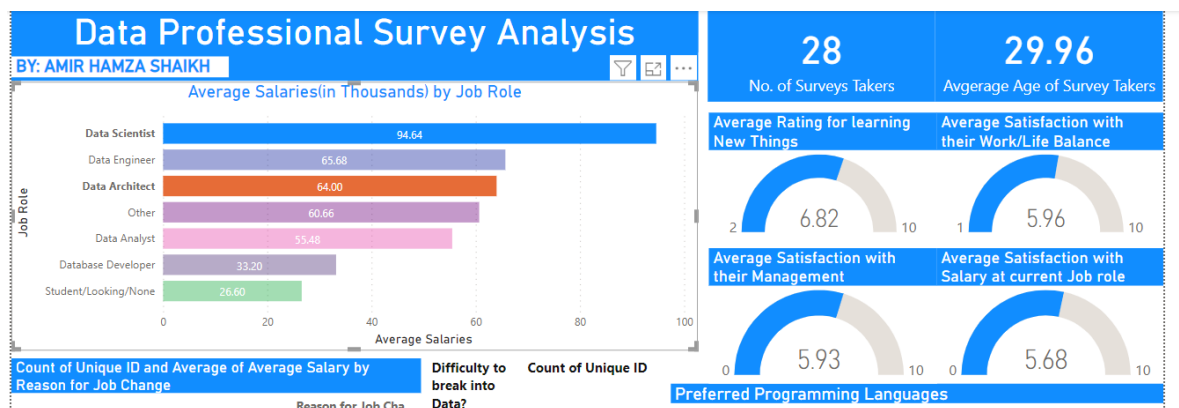 Data Professional Survey Analysis
BY: AMIR HAMZA SHAIKH
28
No. of Surveys Takers
29.96
Avgerage Age of Survey Takers
Average Salaries(in Thousands) by Job Role
Job Role
Data Scientist
94.64
Data Engineer
65.68
Data Architect
64.00
Other
60.66
Data Analyst
55.48
Database Developer
33.20
Student/Looking/None
26.60
0
20
40
60
80
100
Average Salaries
Average Rating for learning
New Things
2
6.82
10
Average Satisfaction with
their Work/Life Balance
1
5.96
10
Average Satisfaction with
their Management
0
5.93
10
Average Satisfaction with
Salary at current Job role
0
5.68
10
Count of Unique ID and Average of Average Salary by
Reason for Job Change
Reason for Job Cha
Difficulty to
break into
Data?
Count of Unique ID
Preferred Programming Languages